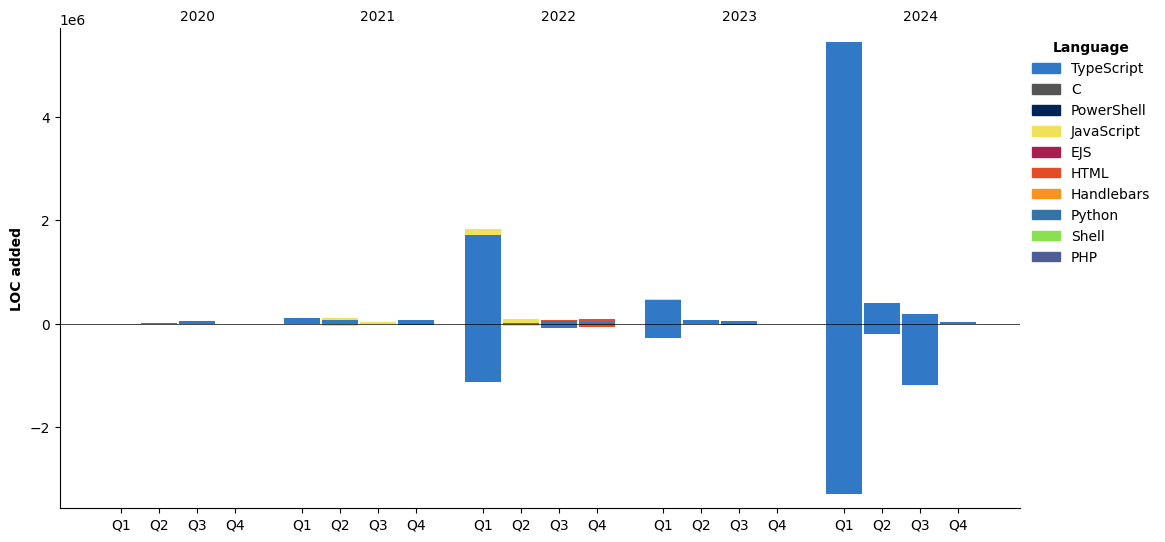 1e6
2020 2021 2022 2023 2024
LOC added
4
2
0
−2
Q1 Q2 Q3 Q4 Q1 Q2 Q3 Q4 Q1 Q2 Q3 Q4 Q1 Q2 Q3 Q4 Q1 Q2 Q3 Q4
Language
TypeScript
C
PowerShell
JavaScript
EJS
HTML
Handlebars
Python
Shell
PHP